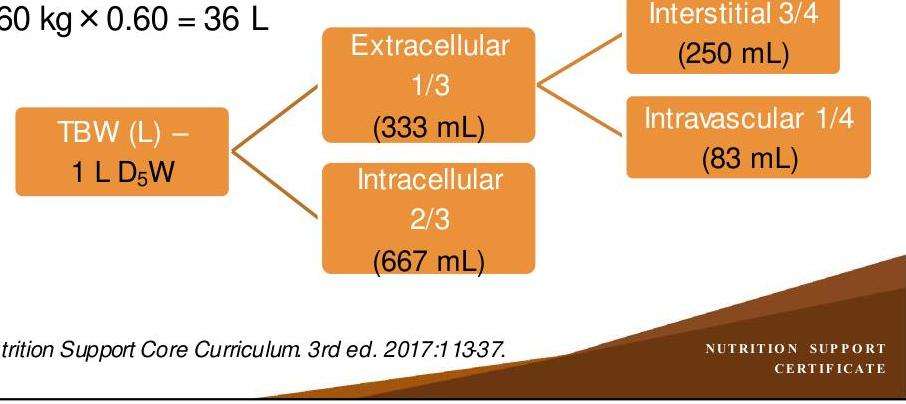 60 kg × 0.60 = 36 L
Extracellular
1/3
(333 mL)
Interstitial 3/4
(250 mL)
TBW (L) –
1 L D₅W
Intravascular 1/4
(83 mL)
Intracellular
2/3
(667 mL)
Support Core Curriculum. 3rd ed. 2017:113-37.
NUTRITION SUPPORT
CERTIFICATE